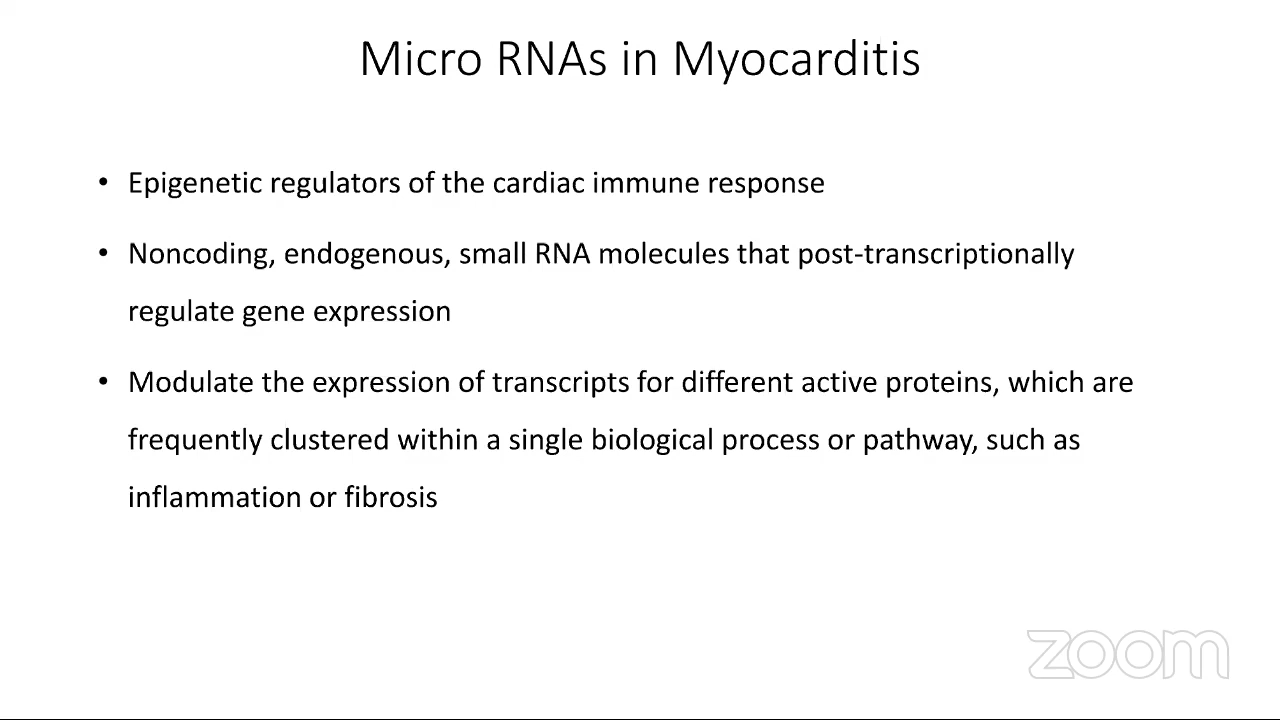 Micro RNAs in Myocarditis
• Epigenetic regulators of the cardiac immune response
• Noncoding, endogenous, small RNA molecules that post-transcriptionally
regulate gene expression
• Modulate the expression of transcripts for different active proteins, which are
frequently clustered within a single biological process or pathway, such as
inflammation or fibrosis
zoom